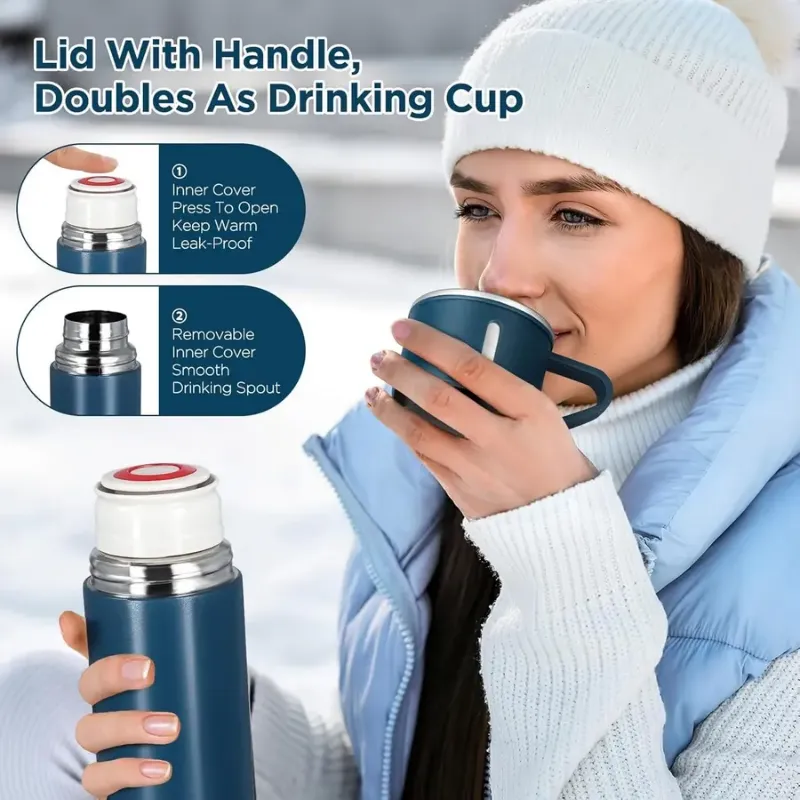 Lid With Handle,
Doubles As Drinking Cup
1
Inner Cover
Press To Open
Keep Warm
Leak-Proof
2
Removable
Inner Cover
Smooth
Drinking Spout